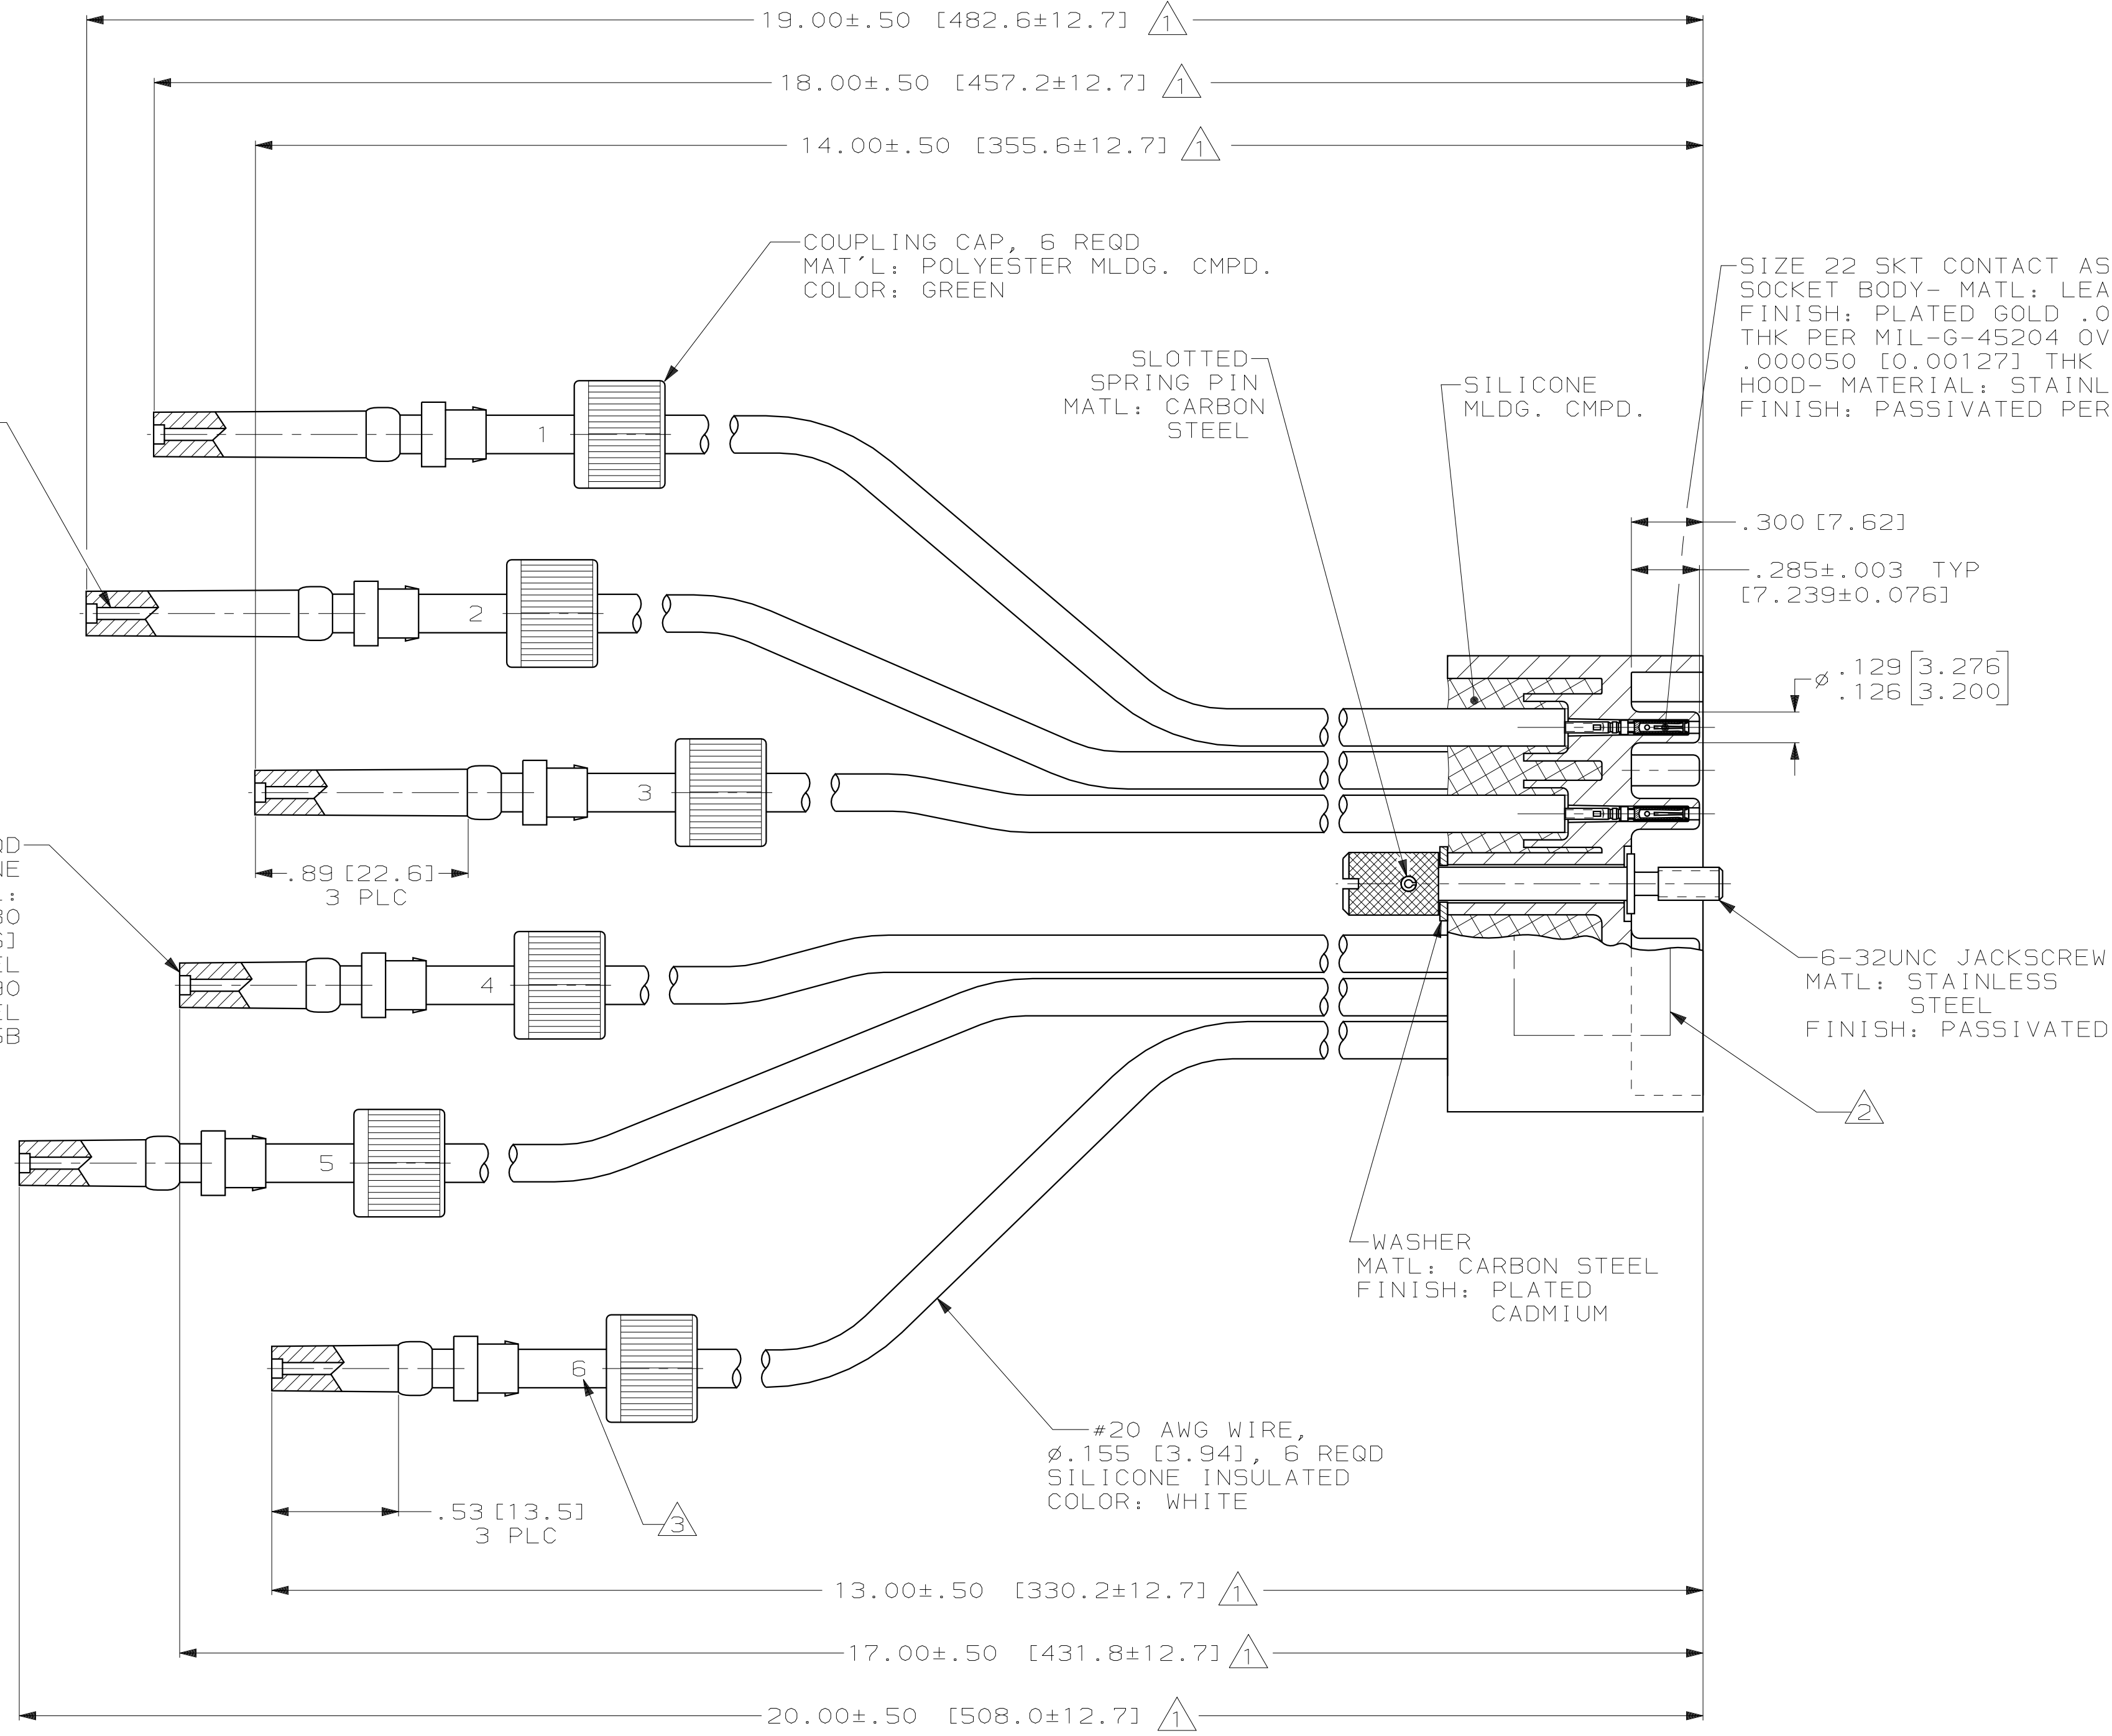 19.00±.50 [482.6±12.7] 1
18.00±.50 [457.2±12.7] 1
14.00±.50 [355.6±12.7] 1
COUPLING CAP, 6 REQD
MAT'L: POLYESTER MLDG. CMPD.
COLOR: GREEN
SIZE 22 SKT CONTACT AS
SOCKET BODY- MATL: LEA
FINISH: PLATED GOLD .0
THK PER MIL-G-45204 OV
.000050 [0.00127] THK
HOOD- MATERIAL: STAINL
FINISH: PASSIVATED PER
SLOTTED
SPRING PIN
MATL: CARBON
STEEL
SILICONE
MLDG. CMPD.
1
.300 [7.62]
.285±.003 TYP
[7.239±0.076]
2
Ø .129 [3.276]
.126 [3.200]
3
.89 [22.6]
3 PLC
QD
NE
L:
30
6]
EL
90
IL
5B
4
6-32UNC JACKSCREW
MATL: STAINLESS
STEEL
FINISH: PASSIVATED
2
5
WASHER
MATL: CARBON STEEL
FINISH: PLATED
CADMIUM
6
#20 AWG WIRE,
Ø.155 [3.94], 6 REQD
SILICONE INSULATED
COLOR: WHITE
.53 [13.5]
3 PLC
3
13.00±.50 [330.2±12.7] 1
17.00±.50 [431.8±12.7] 1
20.00±.50 [508.0±12.7] 1